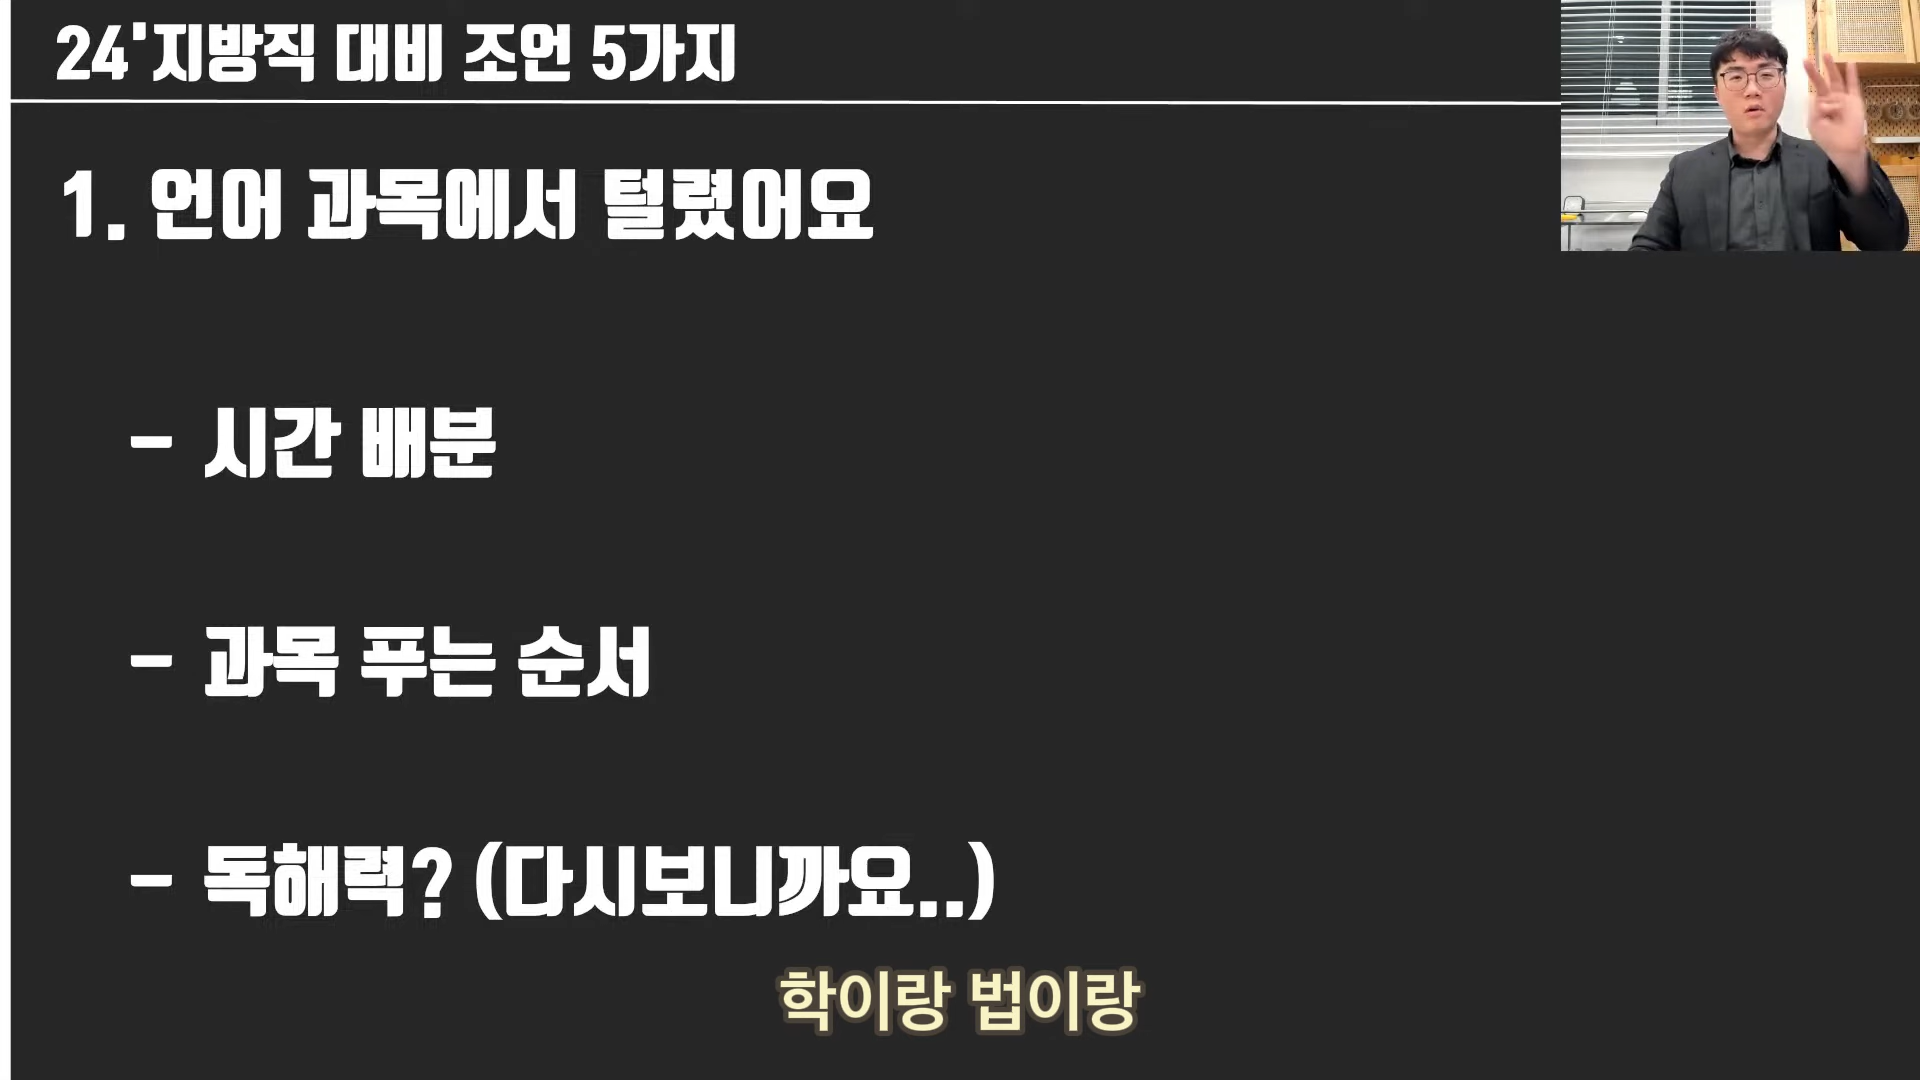 24'지방직 대비 조언 5가지
1. 언어 과목에서 털렸어요
- 시간 배분
- 과목 푸는 순서
- 독해력? (다시보니까요..)
학이랑 법이랑